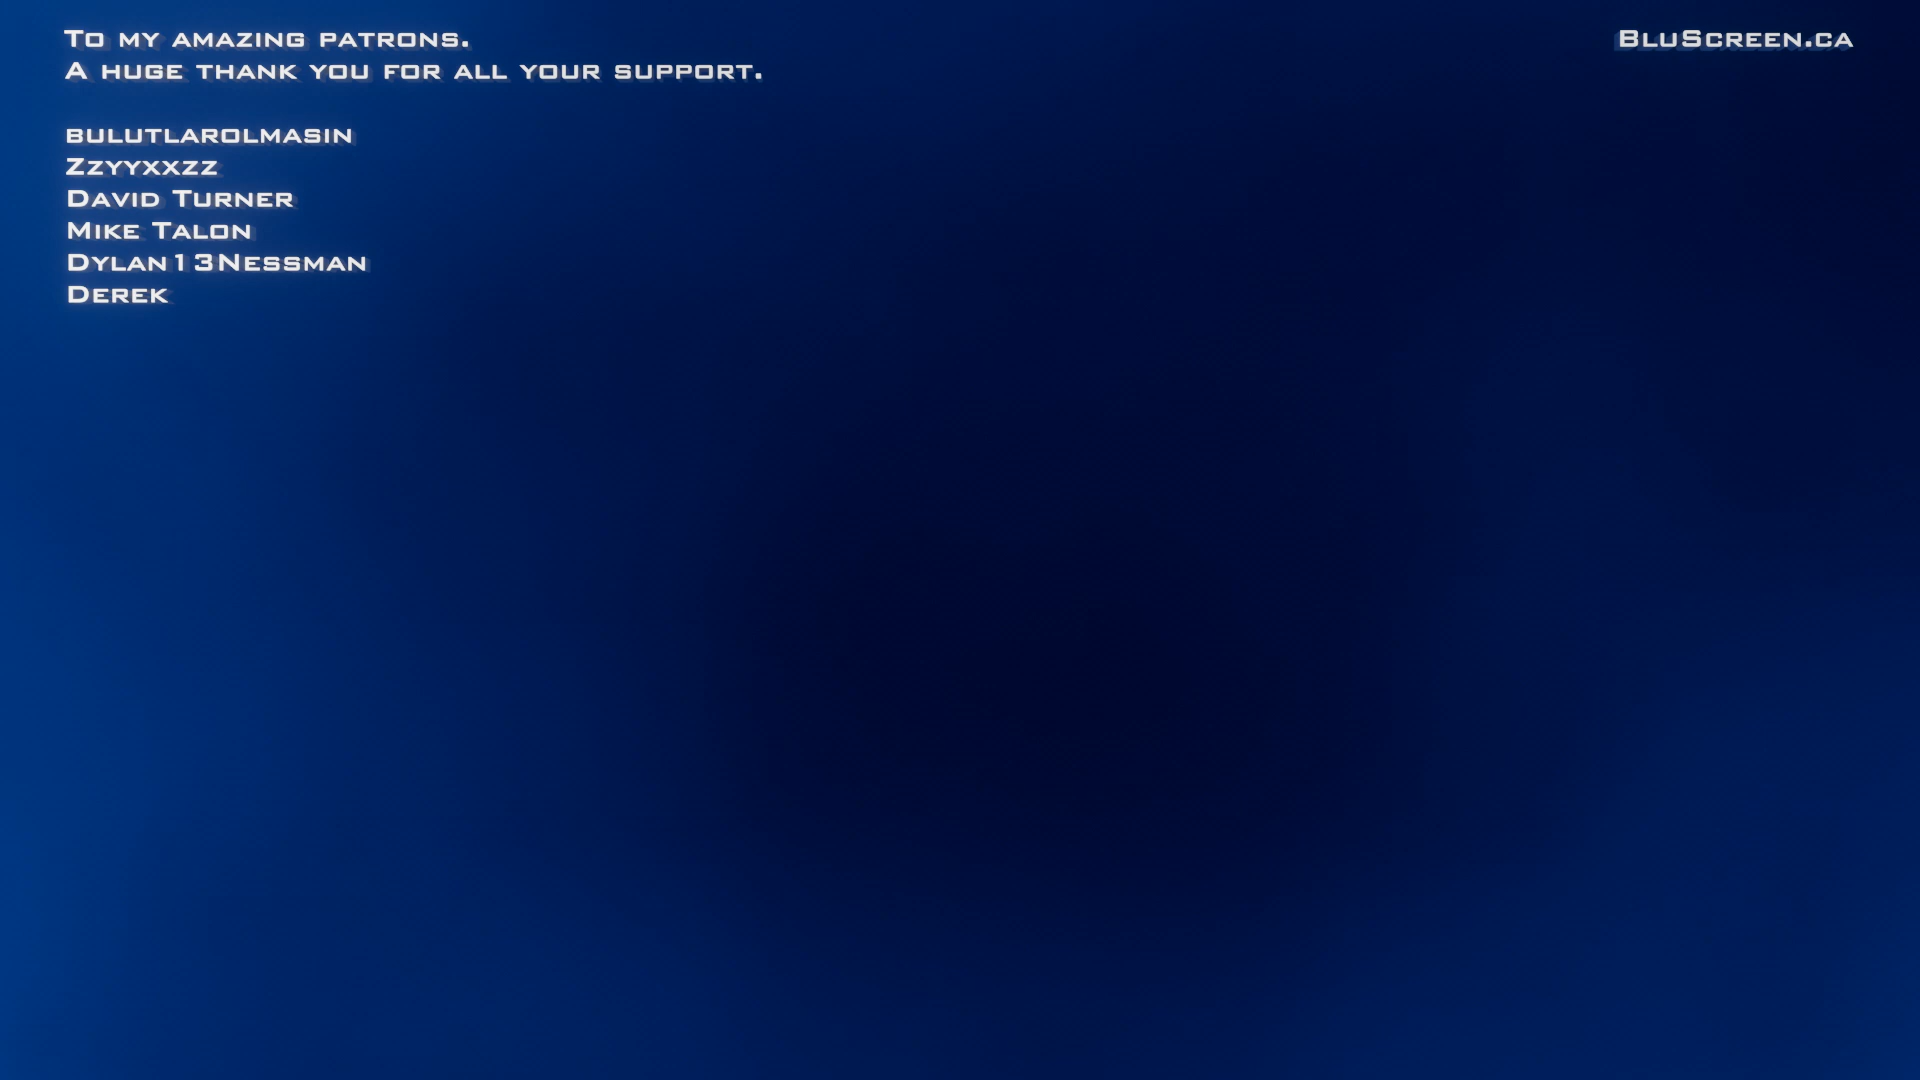 To my amazing patrons.
A huge thank you for all your support.
BluScreen.ca
bulutlarolmasin
Zzyyxxzz
David Turner
Mike Talon
Dylan13Nessman
Derek